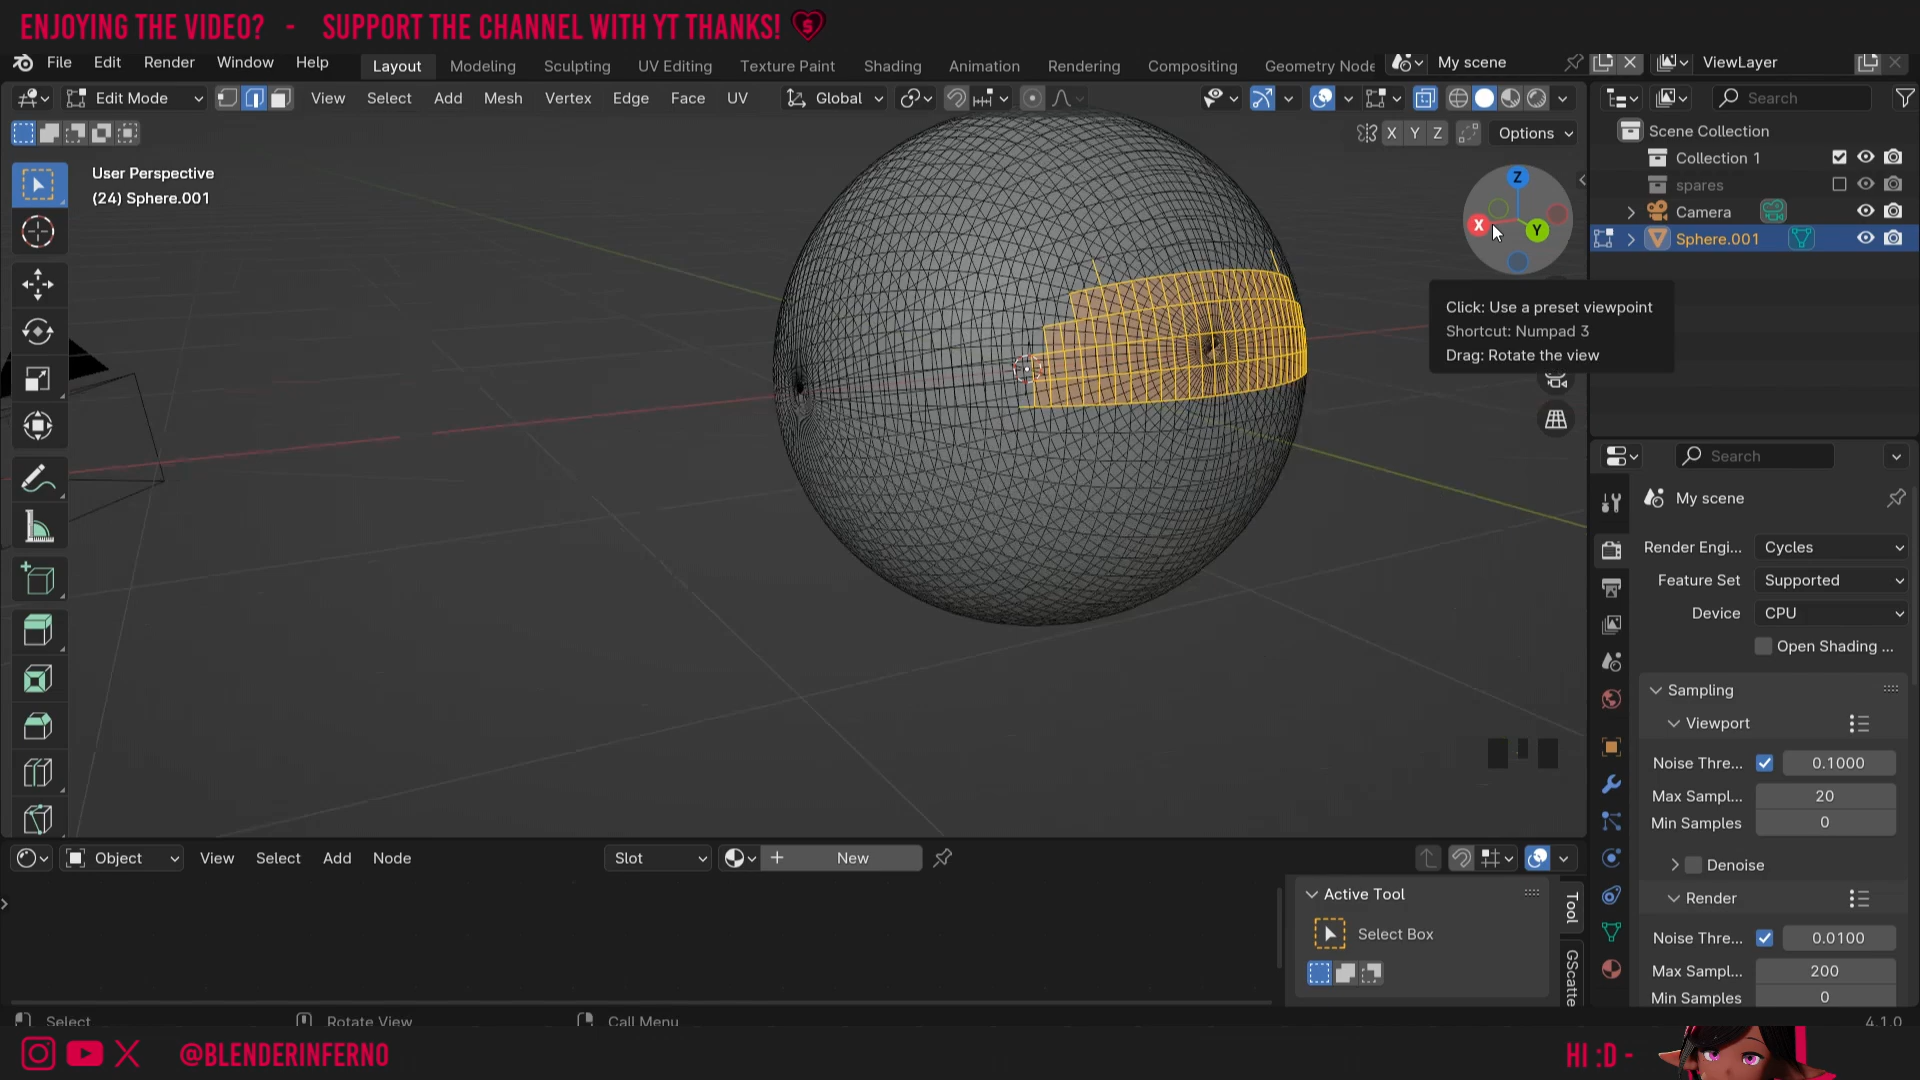 ENJOYING THE VIDEO? - SUPPORT THE CHANNEL WITH YT THANKS! $
File Edit Render Window Help Layout Modeling Sculpting UV Editing Texture Paint Shading Animation Rendering Compositing Geometry Node My scene ViewLayer
Edit Mode View Select Add Mesh Vertex Edge Face UV Global Search
X Y Z Options Scene Collection
Collection 1
User Perspective
(24) Sphere.001
spares
Camera
Sphere.001
Z
X
Y
Click: Use a preset viewpoint
Shortcut: Numpad 3
Drag: Rotate the view
Search
My scene
Render Engi... Cycles
Feature Set Supported
Device CPU
Open Shading ...
Sampling
Viewport
Noise Thre... 0.1000
Max Sampl... 20
Min Samples 0
Denoise
Render
Noise Thre... 0.0100
Max Sampl... 200
Min Samples 0
Object View Select Add Node Slot New
Active Tool
Select Box
Tool
GScatte
Select Rotate View Call Menu 4.1.0
@BLENDERINFERNO
HI :D -